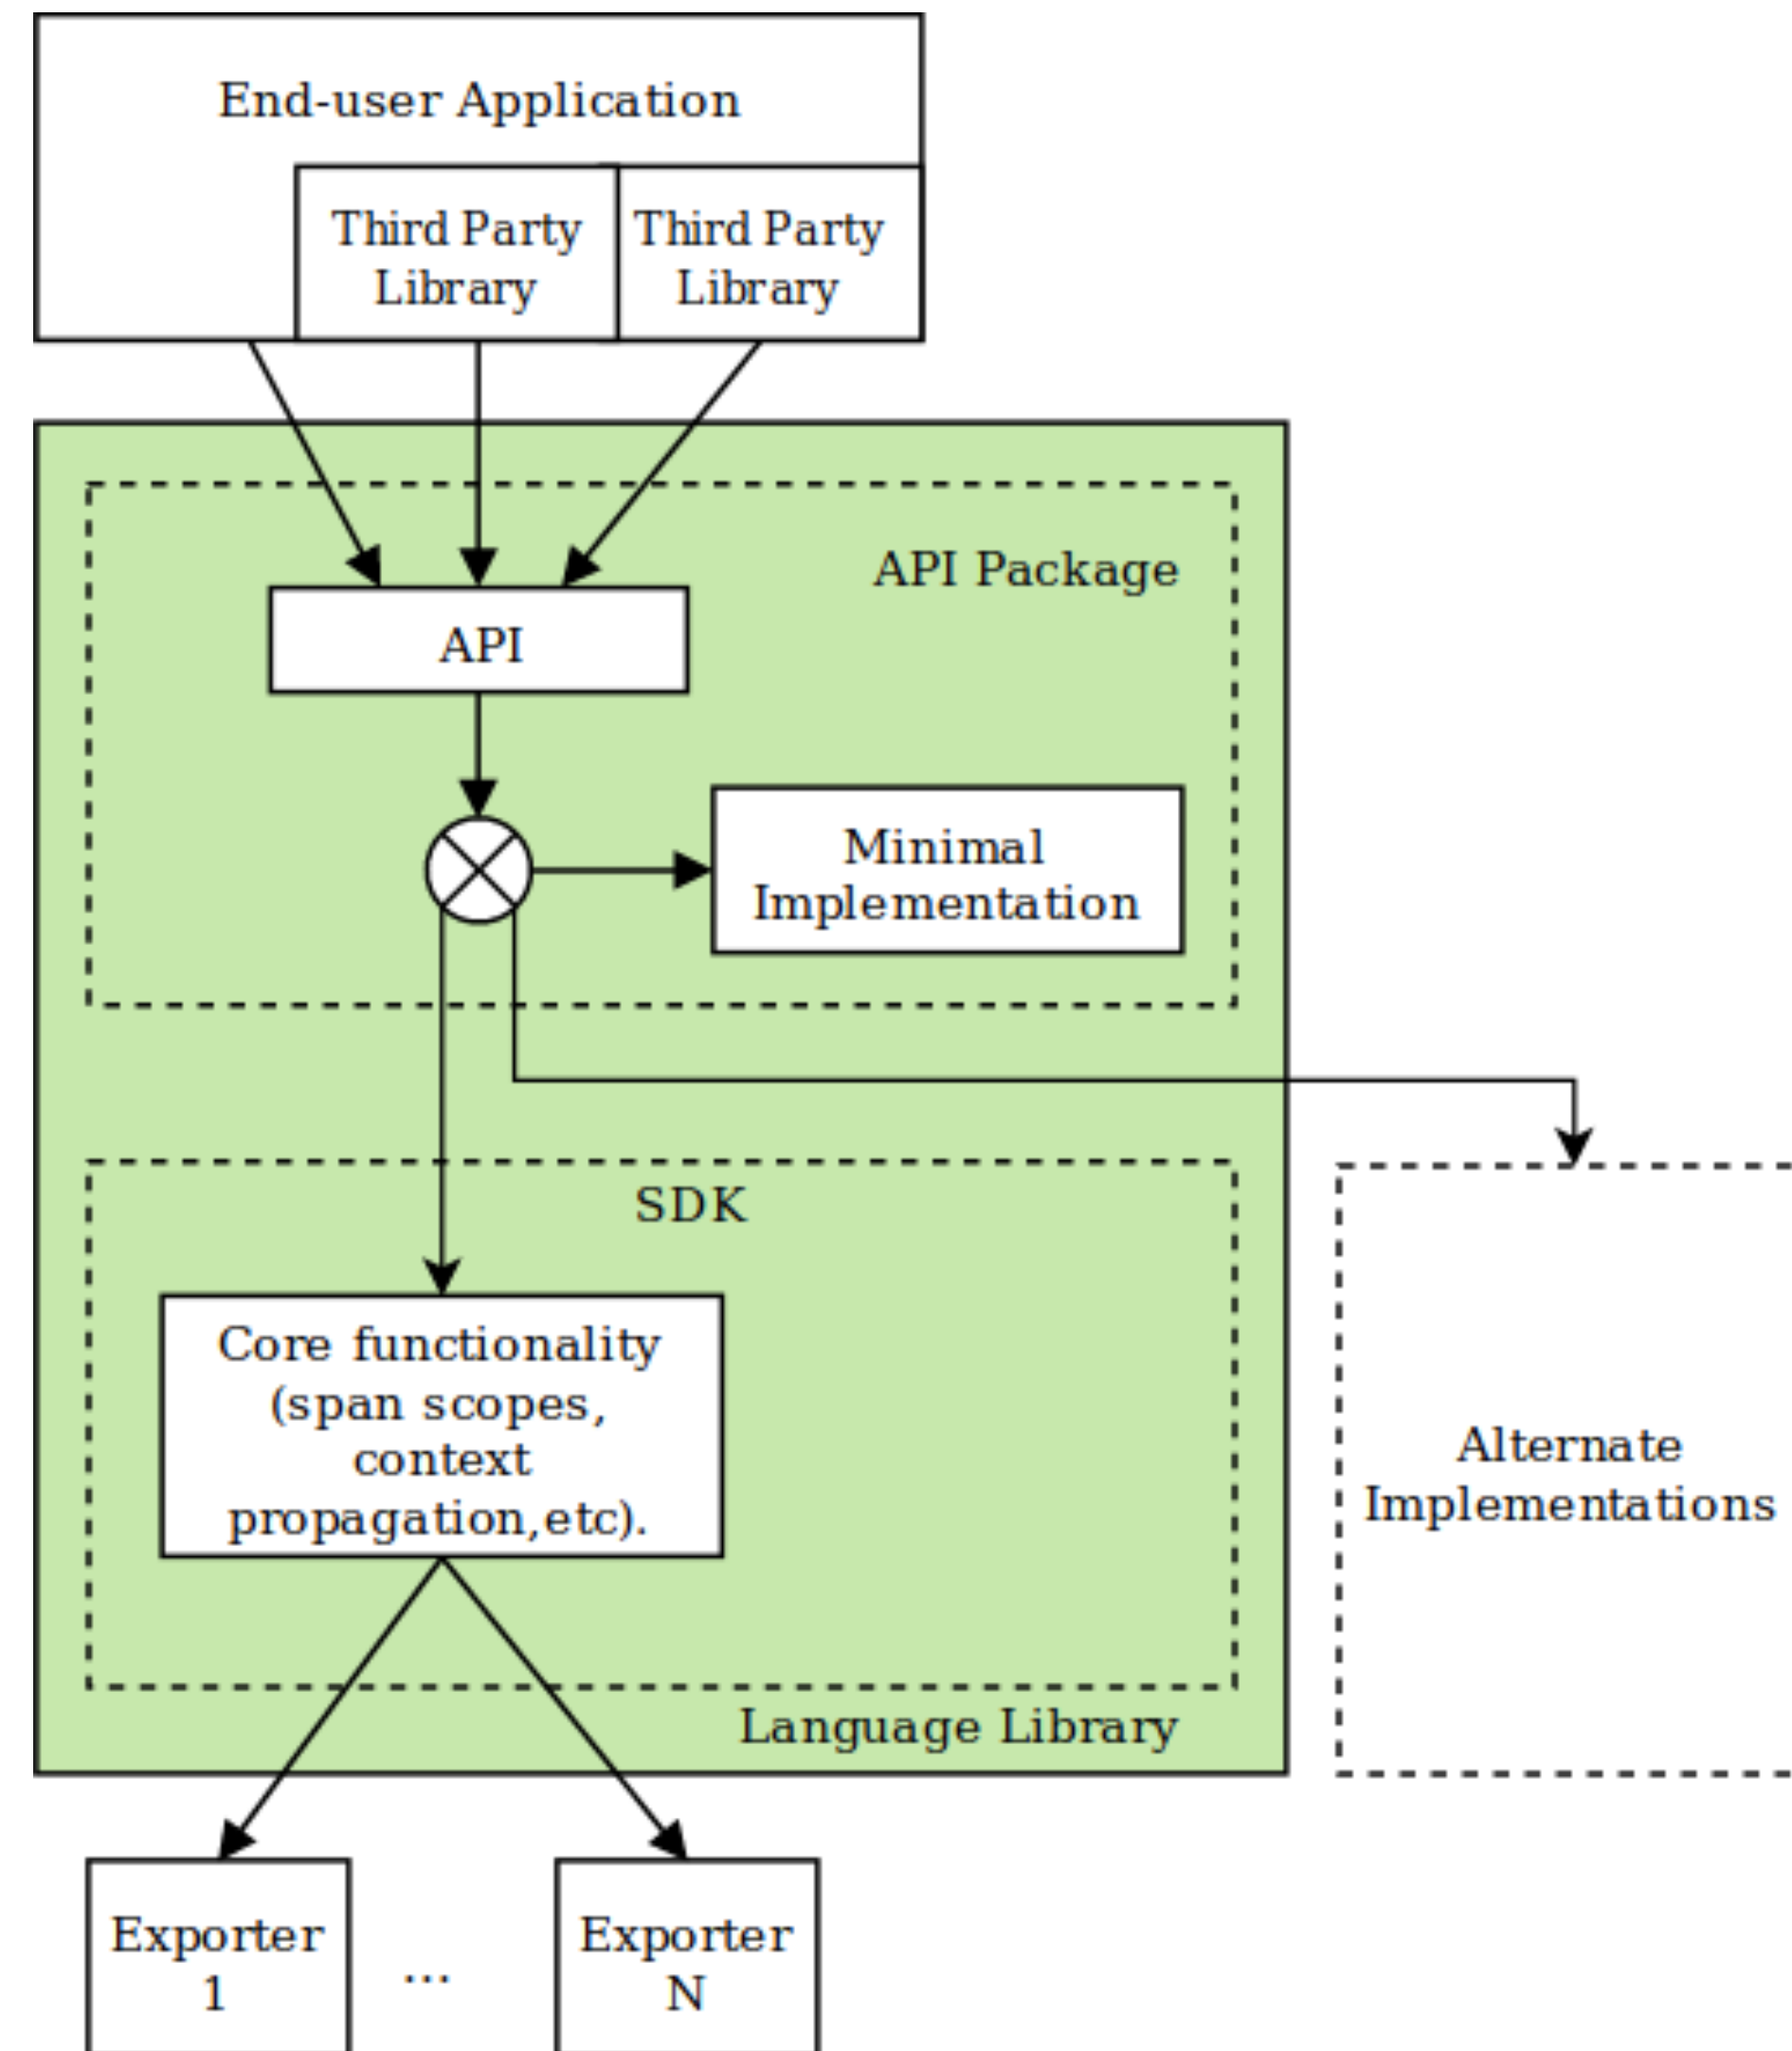 End-user Application
Third Party
Library
Third Party
Library
API Package
API
Minimal
Implementation
SDK
Core functionality
(span scopes,
context
propagation,etc).
Alternate
Implementations
Language Library
Exporter
1
...
Exporter
N